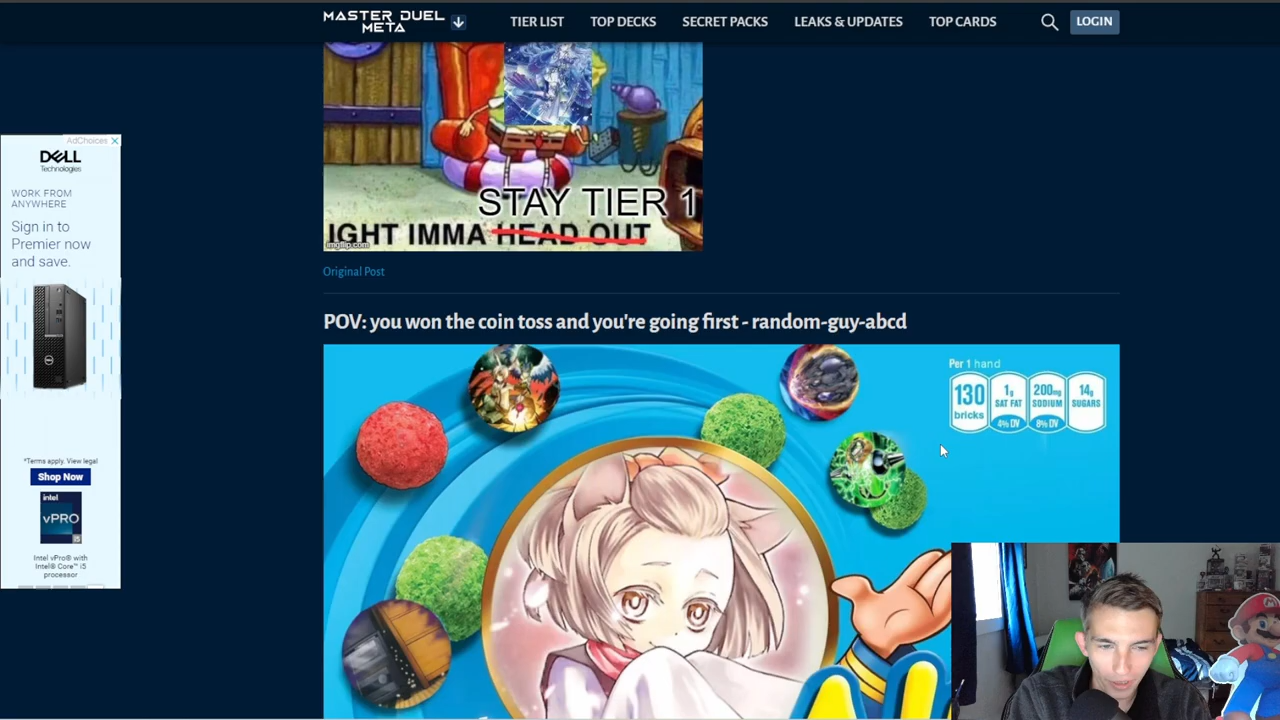 MASTER DUEL
META
TIER LIST
TOP DECKS
SECRET PACKS
LEAKS & UPDATES
TOP CARDS
LOGIN
STAY TIER 1
IGHT IMMA HEAD OUT
imgflip.com
Original Post
POV: you won the coin toss and you're going first - random-guy-abcd
Per 1 hand
130
bricks
1g
SAT FAT
4% DV
200mg
SODIUM
8% DV
14g
SUGARS
AdChoices
DELL
Technologies
WORK FROM
ANYWHERE
Sign in to
Premier now
and save.
*Terms apply. View legal
Shop Now
intel
vPRO
i5
Intel vPro® with
Intel® Core™ i5
processor